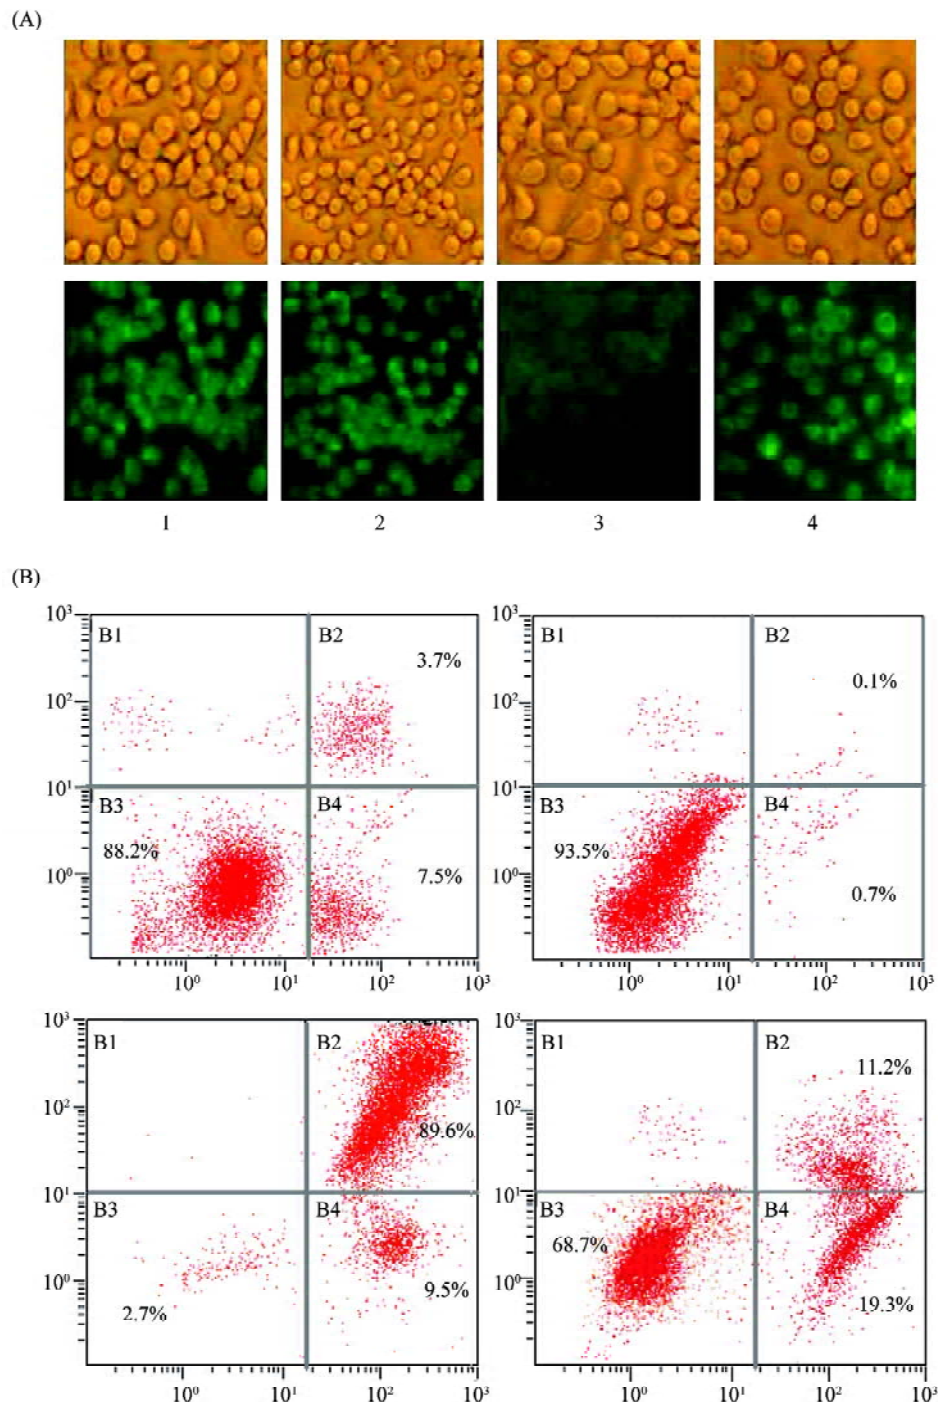 (A)
1 2 3 4
(B)
10³ 10³
B1 B2 B1 B2
3.7% 0.1%
10² 10²
10¹ 10¹
B3 B4 B3 B4
88.2% 93.5%
10⁰ 7.5% 10⁰ 0.7%
10⁰ 10¹ 10² 10³ 10⁰ 10¹ 10² 10³
10³ 10³
B1 B2 B1 B2
11.2%
10² 89.6% 10²
10¹ 10¹
B3 B4 B3 B4
68.7%
10⁰ 9.5% 10⁰
2.7% 19.3%
10⁰ 10¹ 10² 10³ 10⁰ 10¹ 10² 10³